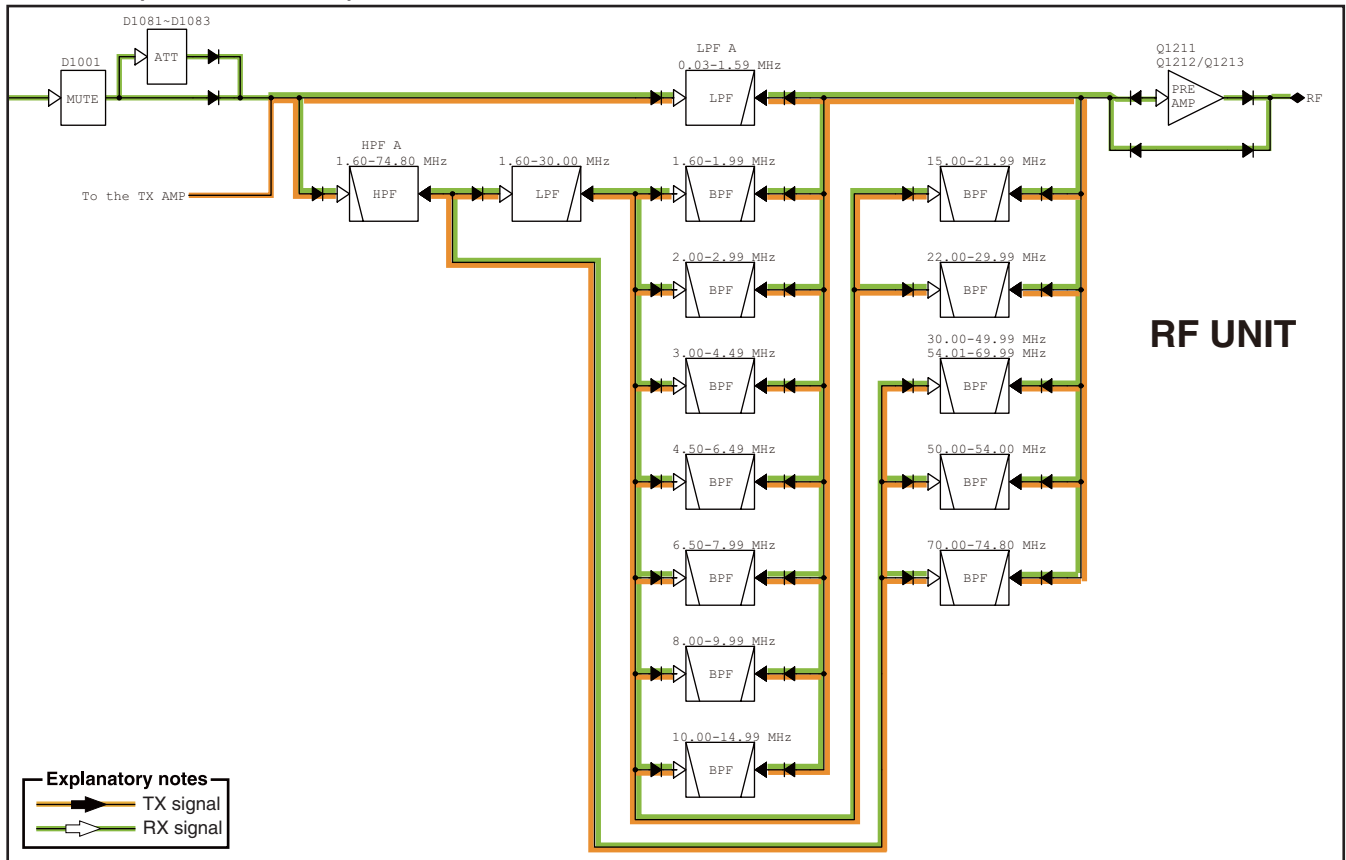 D1081~D1083
D1001
ATT
MUTE
LPF A
0.03-1.59 MHz
LPF
Q1211
Q1212/Q1213
PRE
AMP
RF
To the TX AMP
HPF A
1.60-74.80 MHz
HPF
1.60-30.00 MHz
LPF
1.60-1.99 MHz
BPF
15.00-21.99 MHz
BPF
2.00-2.99 MHz
BPF
22.00-29.99 MHz
BPF
RF UNIT
3.00-4.49 MHz
BPF
30.00-49.99 MHz
54.01-69.99 MHz
BPF
4.50-6.49 MHz
BPF
50.00-54.00 MHz
BPF
6.50-7.99 MHz
BPF
70.00-74.80 MHz
BPF
8.00-9.99 MHz
BPF
10.00-14.99 MHz
BPF
Explanatory notes
TX signal
RX signal